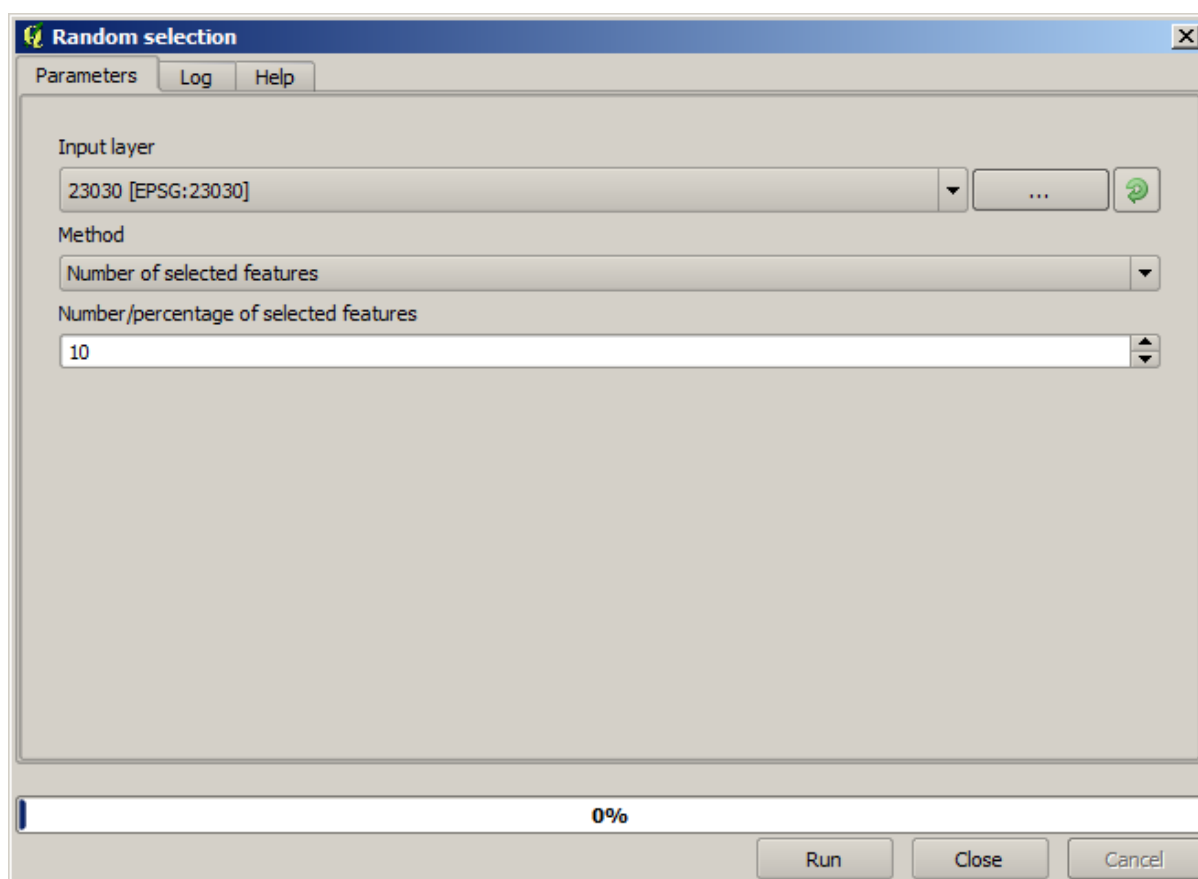 Random selection
Parameters Log Help
Input layer
23030 [EPSG:23030]
...
Method
Number of selected features
Number/percentage of selected features
10
0%
Run Close Cancel